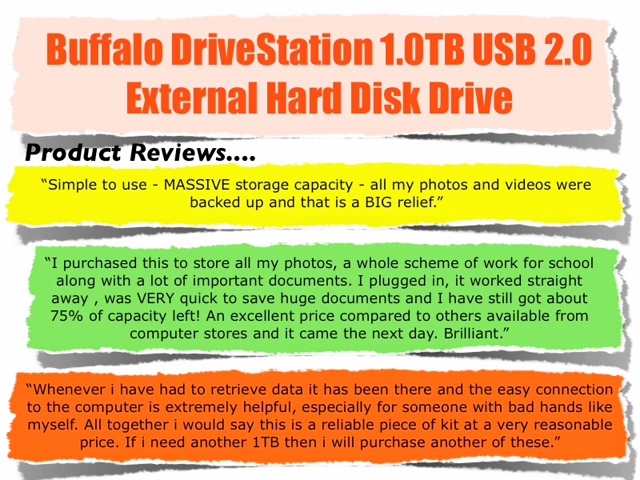 Buffalo DriveStation 1.0TB USB 2.0
External Hard Disk Drive
Product Reviews....
“Simple to use - MASSIVE storage capacity - all my photos and videos were
backed up and that is a BIG relief.”
“I purchased this to store all my photos, a whole scheme of work for school
along with a lot of important documents. I plugged in, it worked straight
away , was VERY quick to save huge documents and I have still got about
75% of capacity left! An excellent price compared to others available from
computer stores and it came the next day. Brilliant.”
“Whenever i have had to retrieve data it has been there and the easy connection
to the computer is extremely helpful, especially for someone with bad hands like
myself. All together i would say this is a reliable piece of kit at a very reasonable
price. If i need another 1TB then i will purchase another of these.”